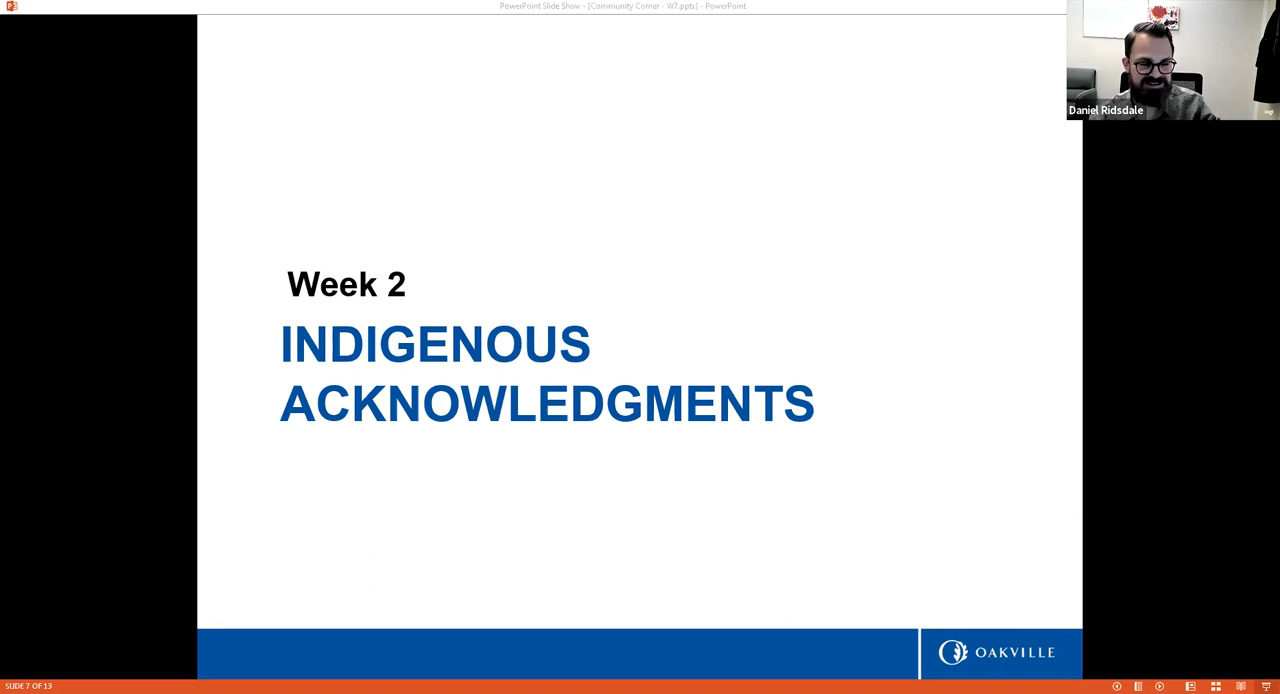 PowerPoint Slide Show - [Community Corner - W7.pptx] - PowerPoint
Daniel Ridsdale
Week 2
INDIGENOUS
ACKNOWLEDGMENTS
OAKVILLE
SLIDE 7 OF 13